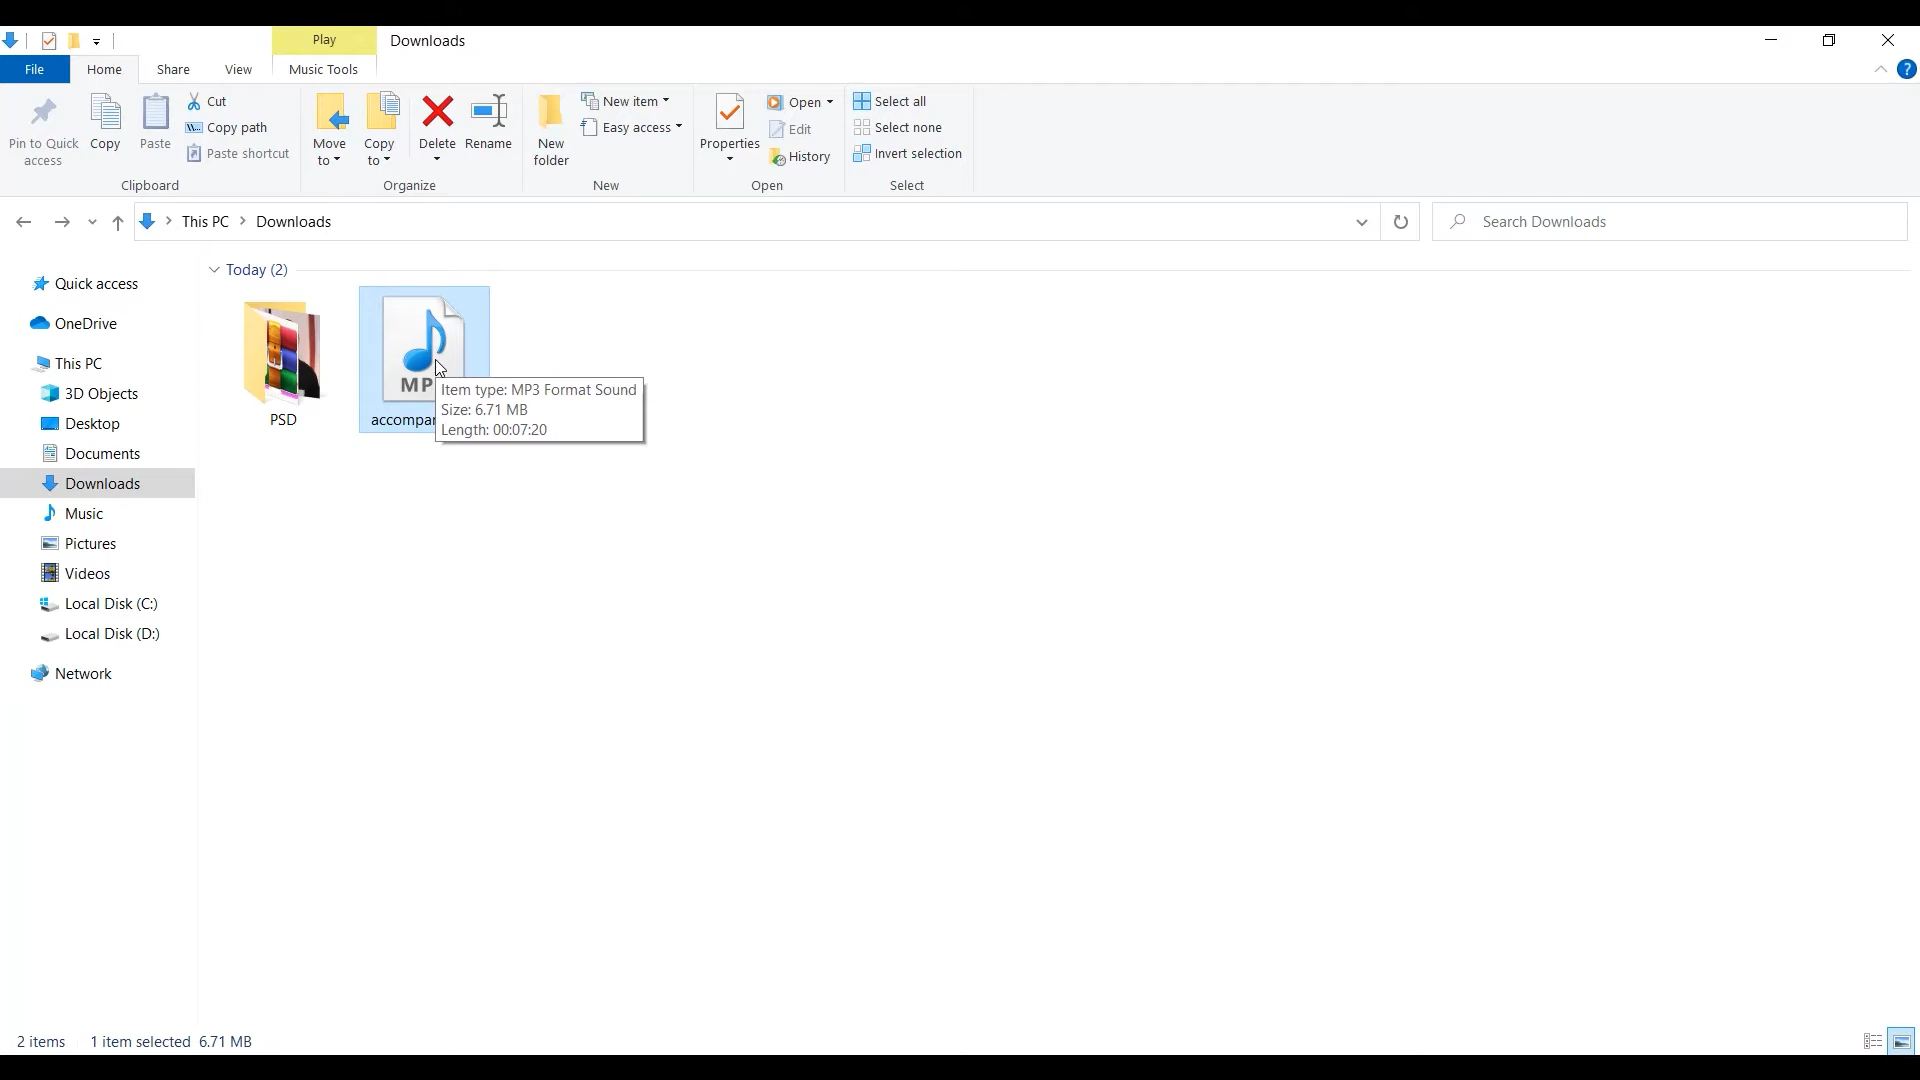 Play
Downloads
File
Home
Share
View
Music Tools
Pin to Quick access
Copy
Paste
Cut
Copy path
Paste shortcut
Clipboard
Move to
Copy to
Delete
Rename
Organize
New folder
New item
Easy access
New
Properties
Open
Edit
History
Open
Select all
Select none
Invert selection
Select
This PC
Downloads
Search Downloads
Today (2)
PSD
MP
Item type: MP3 Format Sound
Size: 6.71 MB
Length: 00:07:20
Quick access
OneDrive
This PC
3D Objects
Desktop
Documents
Downloads
Music
Pictures
Videos
Local Disk (C:)
Local Disk (D:)
Network
2 items
1 item selected 6.71 MB